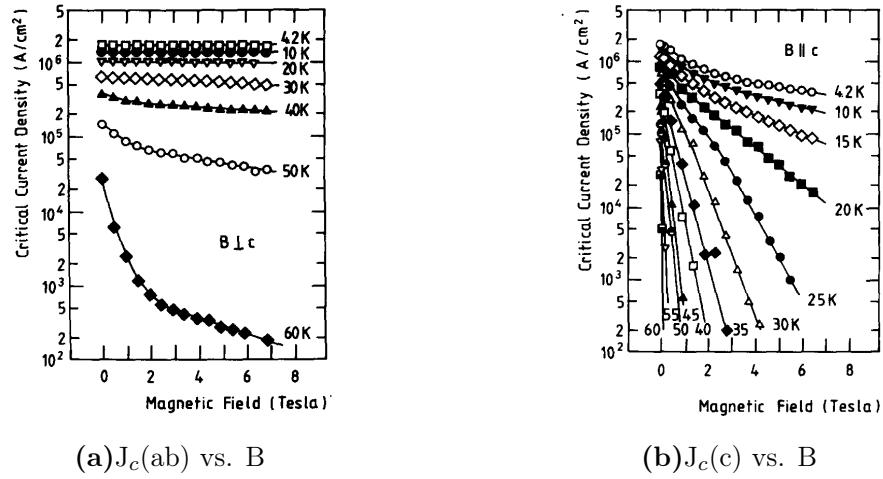 Critical Current Density (A/cm²)
5
2
10⁶
5
2
10⁵
5
2
10⁴
5
2
10³
5
2
10²
4.2K
10K
20K
30K
40K
50K
B⊥c
60K
0 2 4 6 8
Magnetic Field (Tesla)
(a)J_c(ab) vs. B
Critical Current Density (A/cm²)
5
2
10⁶
5
2
10⁵
5
2
10⁴
5
2
10³
5
2
10²
B∥c
4.2K
10K
15K
20K
25K
55 45
60 50 40 35 30K
0 2 4 6 8
Magnetic Field (Tesla)
(b)J_c(c) vs. B